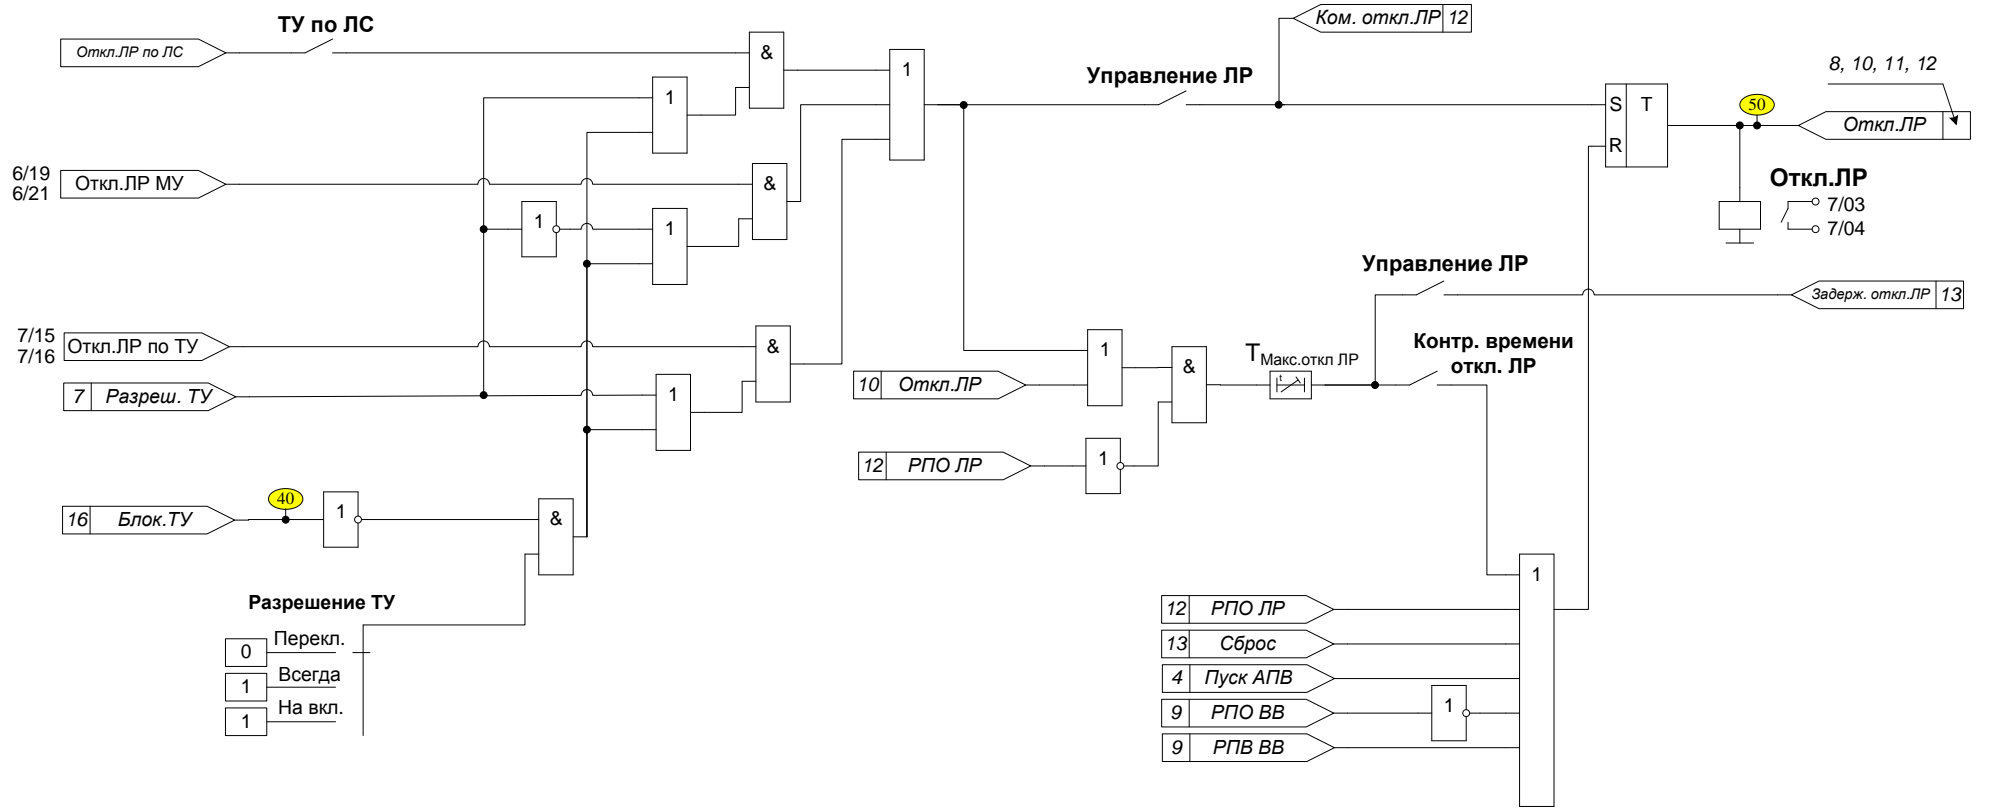 ТУ по ЛС
Откл.ЛР по ЛС
&
1
1
Ком. откл.ЛР 12
Управление ЛР
8, 10, 11, 12
S T
R
50
Откл.ЛР
6/19
6/21
Откл.ЛР МУ
&
1
1
Откл.ЛР
7/03
7/04
Управление ЛР
Задерж. откл.ЛР 13
7/15
7/16
Откл.ЛР по ТУ
&
7 Разреш. ТУ
1
10 Откл.ЛР
1
&
TМакс.откл ЛР
t
Контр. времени
откл. ЛР
12 РПО ЛР
1
16 Блок.ТУ
40
1
&
Разрешение ТУ
0 Перекл.
1 Всегда
1 На вкл.
1
12 РПО ЛР
13 Сброс
4 Пуск АПВ
9 РПО ВВ
1
9 РПВ ВВ